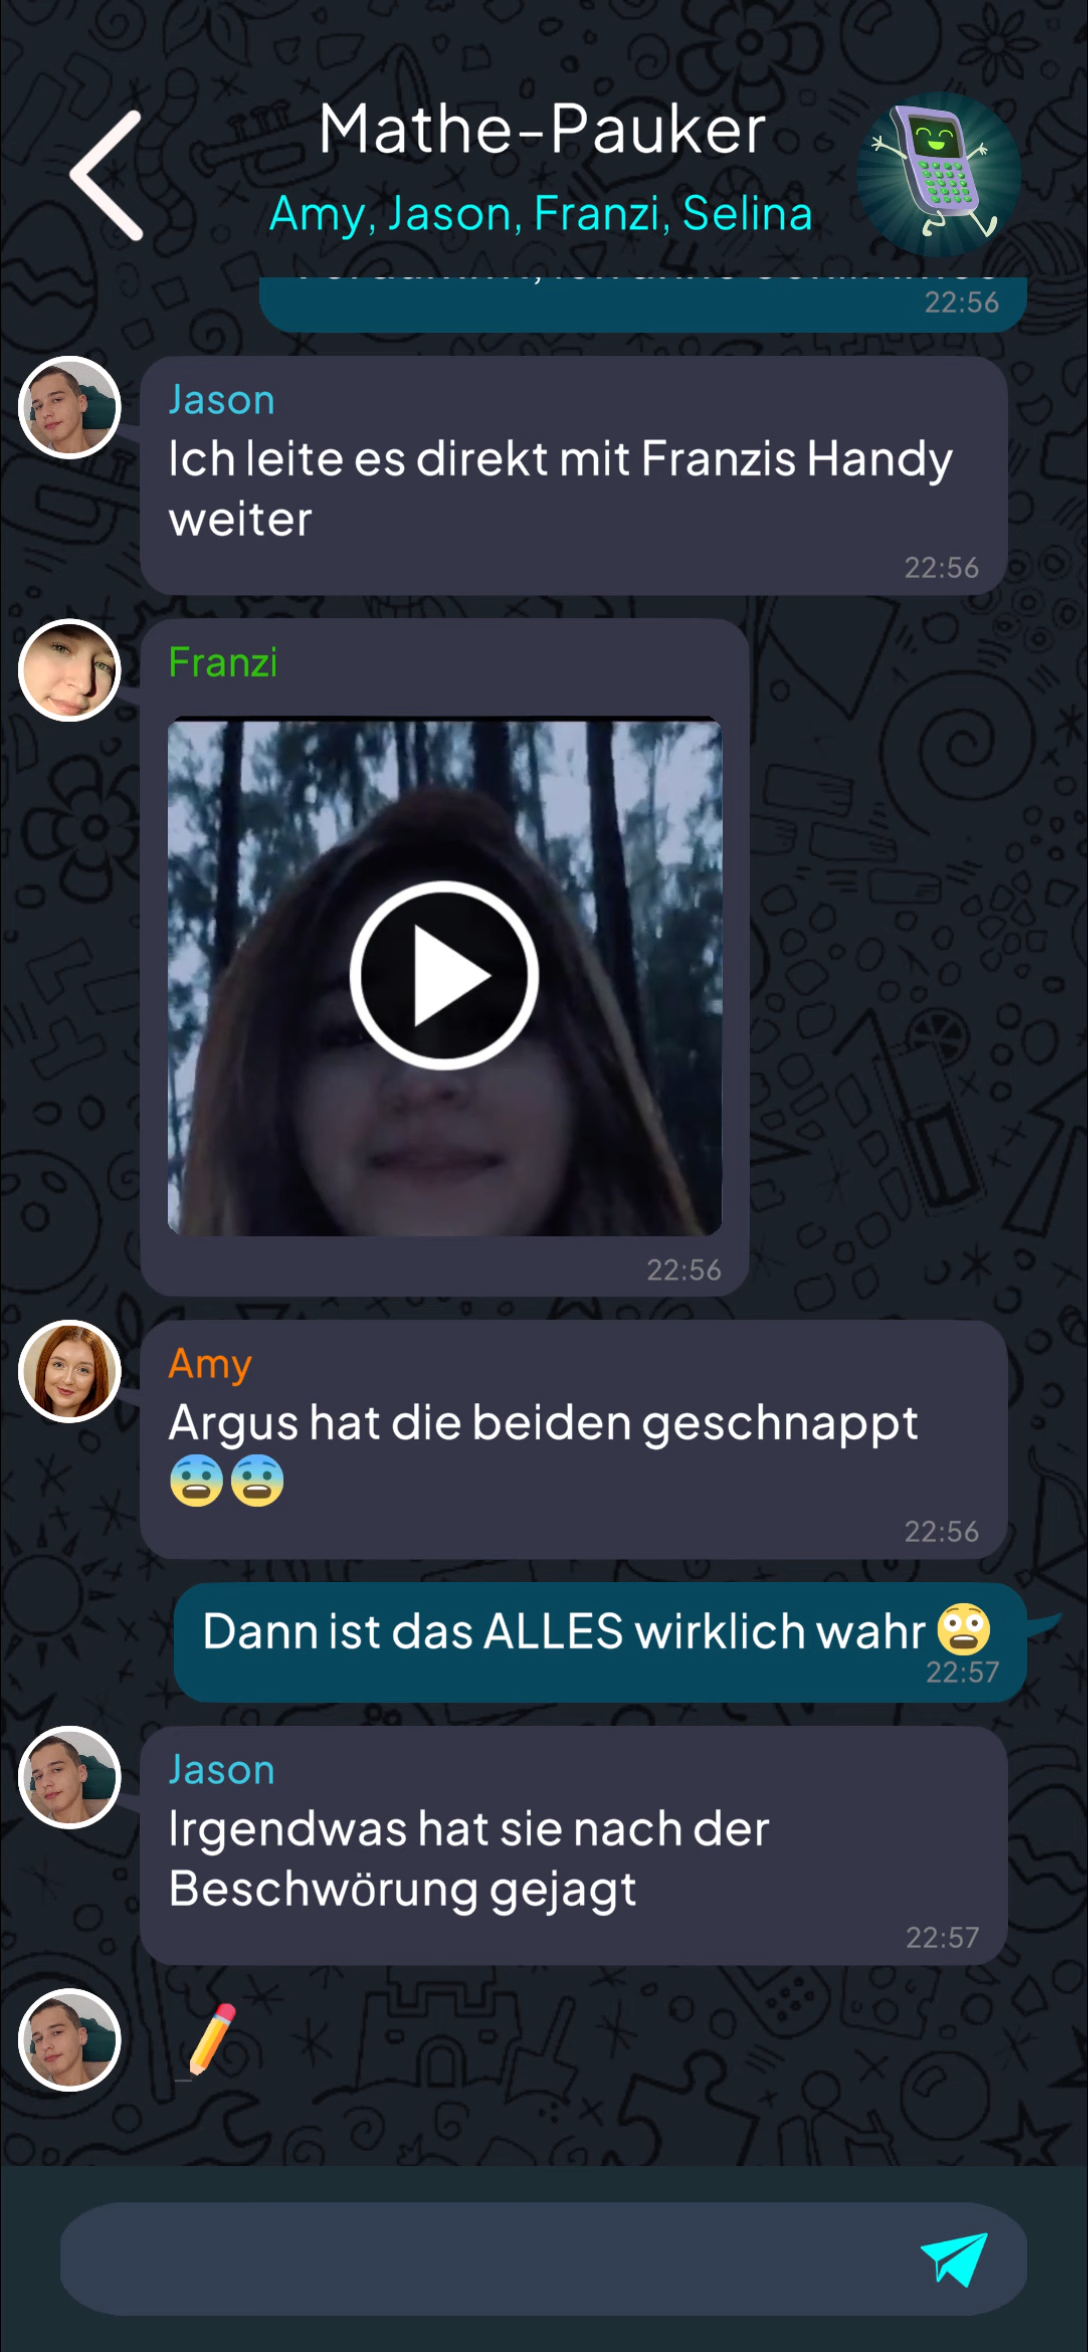 Mathe-Pauker
Amy, Jason, Franzi, Selina
22:56
Jason
Ich leite es direkt mit Franzis Handy
weiter
22:56
Franzi
22:56
Amy
Argus hat die beiden geschnappt
😨😨
22:56
Dann ist das ALLES wirklich wahr 😨
22:57
Jason
Irgendwas hat sie nach der
Beschwörung gejagt
22:57